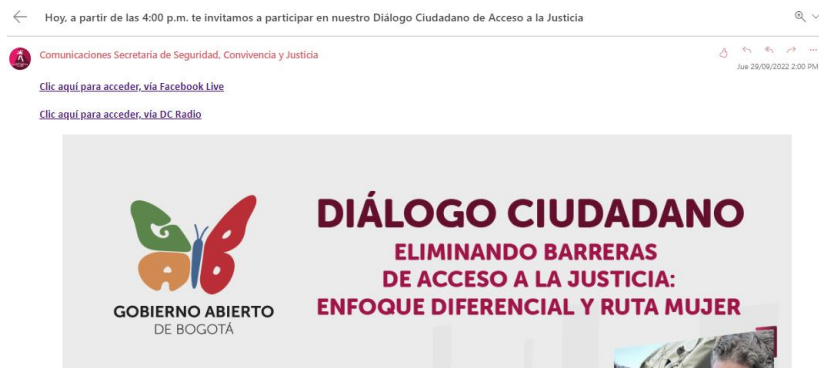 Hoy, a partir de las 4:00 p.m. te invitamos a participar en nuestro Diálogo Ciudadano de Acceso a la Justicia
Comunicaciones Secretaría de Seguridad, Convivencia y Justicia
Jue 29/09/2022 2:00 PM
Clic aquí para acceder, vía Facebook Live
Clic aquí para acceder, vía DC Radio
DIÁLOGO CIUDADANO
ELIMINANDO BARRERAS
DE ACCESO A LA JUSTICIA:
ENFOQUE DIFERENCIAL Y RUTA MUJER
GOBIERNO ABIERTO
DE BOGOTÁ